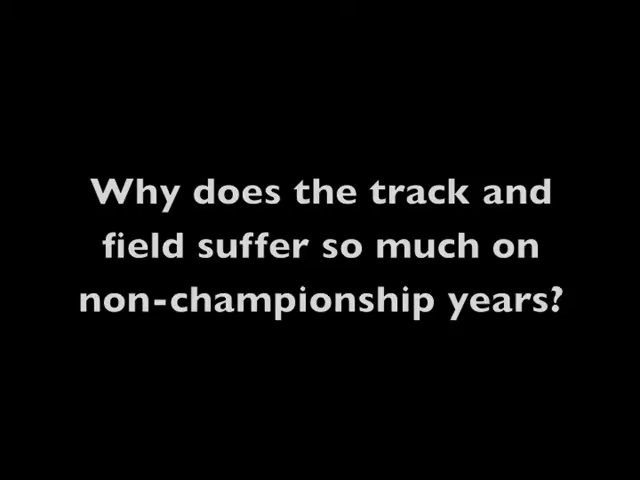 Why does the track and
field suffer so much on
non-championship years?